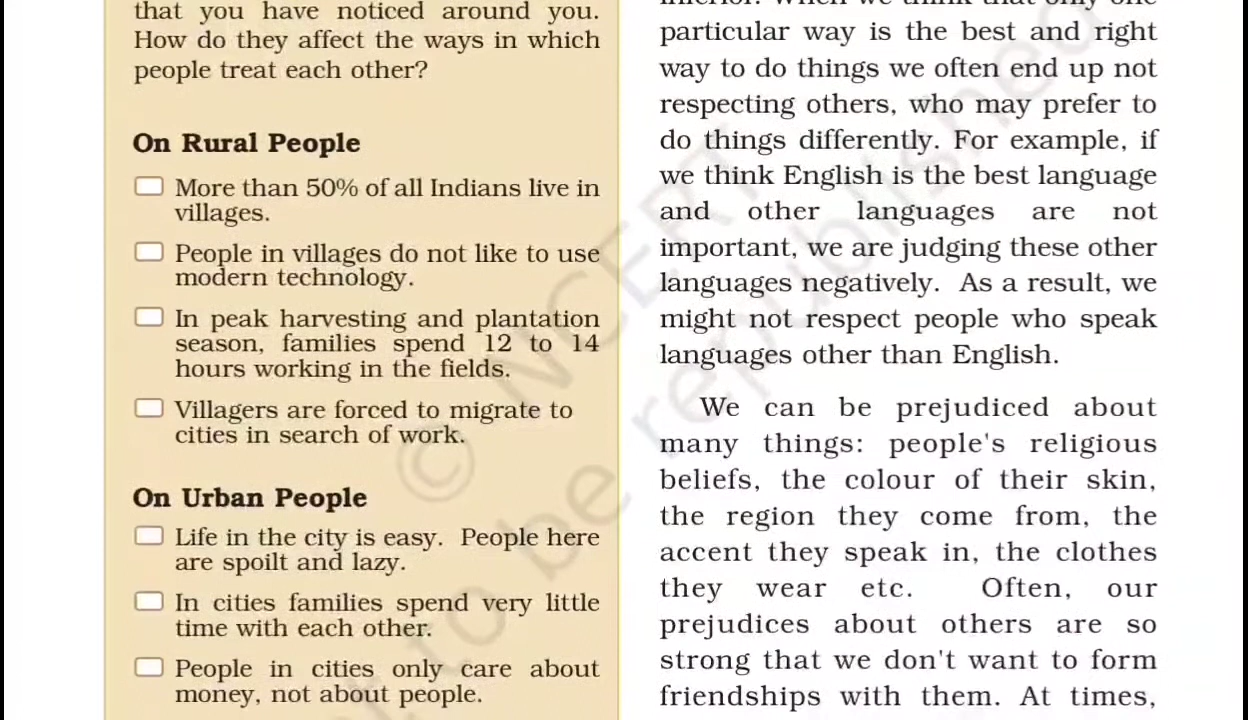 that you have noticed around you.
How do they affect the ways in which
people treat each other?
On Rural People
More than 50% of all Indians live in
villages.
People in villages do not like to use
modern technology.
In peak harvesting and plantation
season, families spend 12 to 14
hours working in the fields.
Villagers are forced to migrate to
cities in search of work.
On Urban People
Life in the city is easy. People here
are spoilt and lazy.
In cities families spend very little
time with each other.
People in cities only care about
money, not about people.
inferior. When we think that only one
particular way is the best and right
way to do things we often end up not
respecting others, who may prefer to
do things differently. For example, if
we think English is the best language
and other languages are not
important, we are judging these other
languages negatively. As a result, we
might not respect people who speak
languages other than English.
We can be prejudiced about
many things: people's religious
beliefs, the colour of their skin,
the region they come from, the
accent they speak in, the clothes
they wear etc. Often, our
prejudices about others are so
strong that we don't want to form
friendships with them. At times,
© NCERT
not to be republished